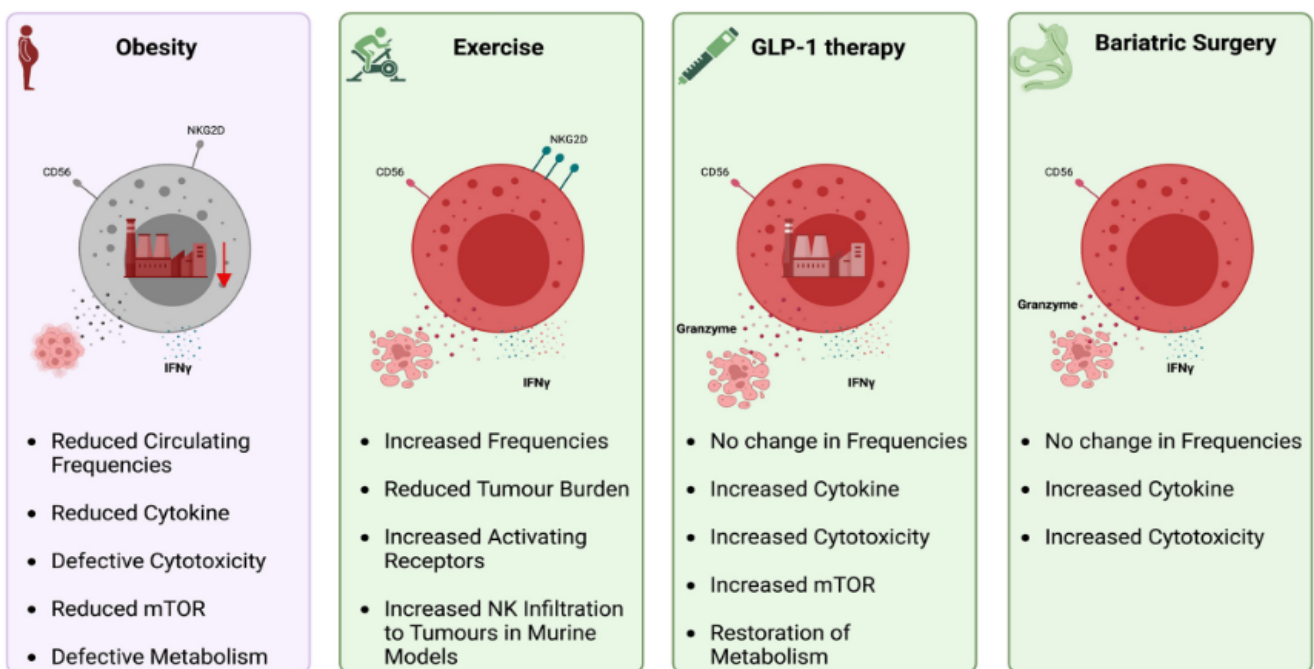 Obesity
NKG2D
CD56
IFNγ
• Reduced Circulating
Frequencies
• Reduced Cytokine
• Defective Cytotoxicity
• Reduced mTOR
• Defective Metabolism
Exercise
NKG2D
CD56
IFNγ
• Increased Frequencies
• Reduced Tumour Burden
• Increased Activating
Receptors
• Increased NK Infiltration
to Tumours in Murine
Models
GLP-1 therapy
CD56
Granzyme
IFNγ
• No change in Frequencies
• Increased Cytokine
• Increased Cytotoxicity
• Increased mTOR
• Restoration of
Metabolism
Bariatric Surgery
CD56
Granzyme
IFNγ
• No change in Frequencies
• Increased Cytokine
• Increased Cytotoxicity